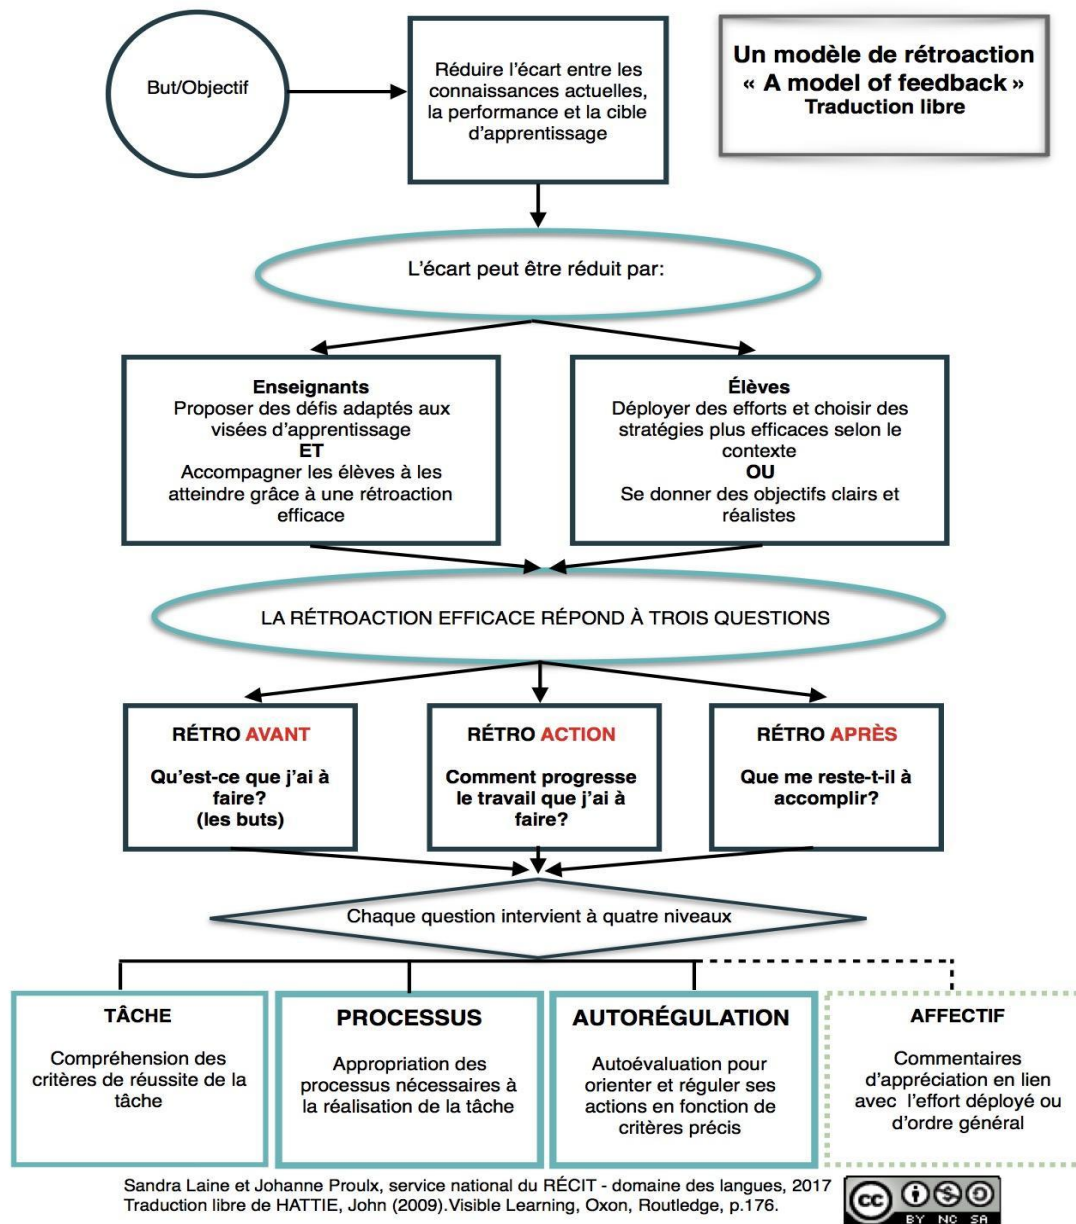 But/Objectif
Réduire l'écart entre les
connaissances actuelles,
la performance et la cible
d'apprentissage
Un modèle de rétroaction
« A model of feedback »
Traduction libre
L'écart peut être réduit par:
Enseignants
Proposer des défis adaptés aux
visées d'apprentissage
ET
Accompagner les élèves à les
atteindre grâce à une rétroaction
efficace
Élèves
Déployer des efforts et choisir des
stratégies plus efficaces selon le
contexte
OU
Se donner des objectifs clairs et
réalistes
LA RÉTROACTION EFFICACE RÉPOND À TROIS QUESTIONS
RÉTRO AVANT
Qu'est-ce que j'ai à
faire?
(les buts)
RÉTRO ACTION
Comment progresse
le travail que j'ai à
faire?
RÉTRO APRÈS
Que me reste-t-il à
accomplir?
Chaque question intervient à quatre niveaux
TÂCHE
Compréhension des
critères de réussite de la
tâche
PROCESSUS
Appropriation des
processus nécessaires à
la réalisation de la tâche
AUTORÉGULATION
Autoévaluation pour
orienter et réguler ses
actions en fonction de
critères précis
AFFECTIF
Commentaires
d'appréciation en lien
avec l'effort déployé ou
d'ordre général
Sandra Laine et Johanne Proulx, service national du RÉCIT - domaine des langues, 2017
Traduction libre de HATTIE, John (2009).Visible Learning, Oxon, Routledge, p.176.
cc
BY NC SA